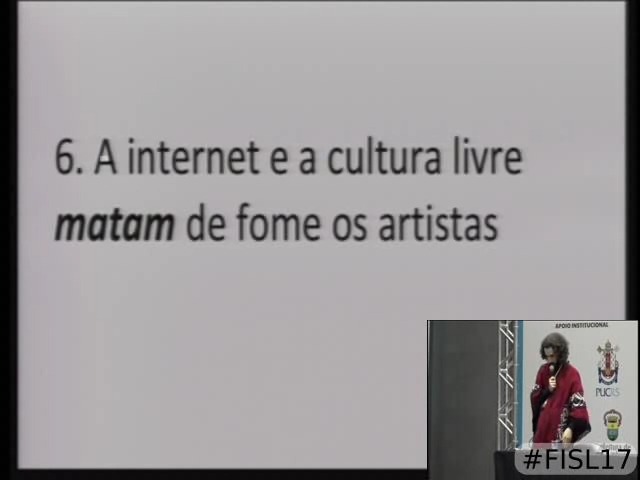 6. A internet e a cultura livre
matam de fome os artistas
APOIO INSTITUCIONAL
PUCRS
#FISL17